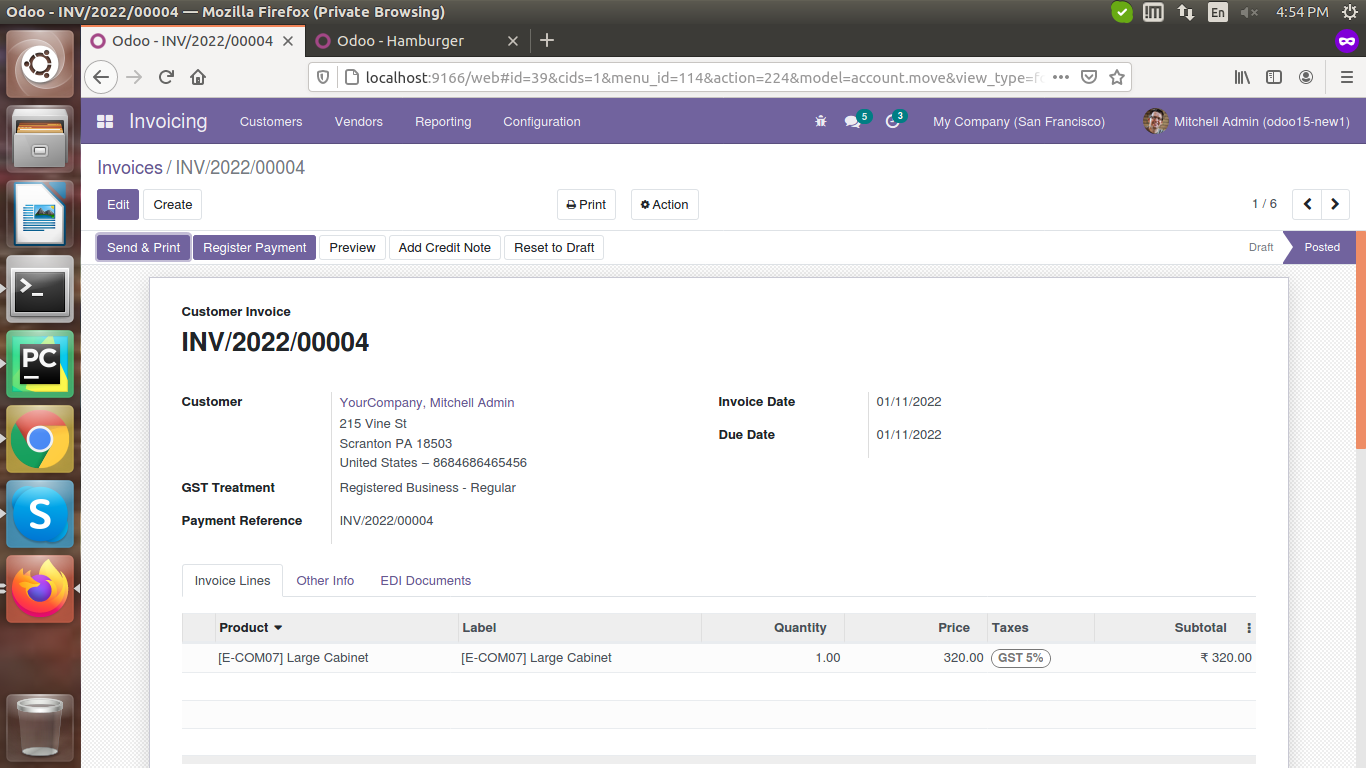 Odoo - INV/2022/00004 — Mozilla Firefox (Private Browsing)
En
4:54 PM
Odoo - INV/2022/00004
Odoo - Hamburger
localhost:9166/web#id=39&cids=1&menu_id=114&action=224&model=account.move&view_type=fo
Invoicing Customers Vendors Reporting Configuration 5 3 My Company (San Francisco) Mitchell Admin (odoo15-new1)
Invoices / INV/2022/00004
Edit Create Print Action 1 / 6
Send & Print Register Payment Preview Add Credit Note Reset to Draft Draft Posted
Customer Invoice
INV/2022/00004
Customer YourCompany, Mitchell Admin
215 Vine St
Scranton PA 18503
United States – 8684686465456
GST Treatment Registered Business - Regular
Payment Reference INV/2022/00004
Invoice Date 01/11/2022
Due Date 01/11/2022
Invoice Lines Other Info EDI Documents
Product Label Quantity Price Taxes Subtotal
[E-COM07] Large Cabinet [E-COM07] Large Cabinet 1.00 320.00 GST 5% ₹ 320.00
PC
S